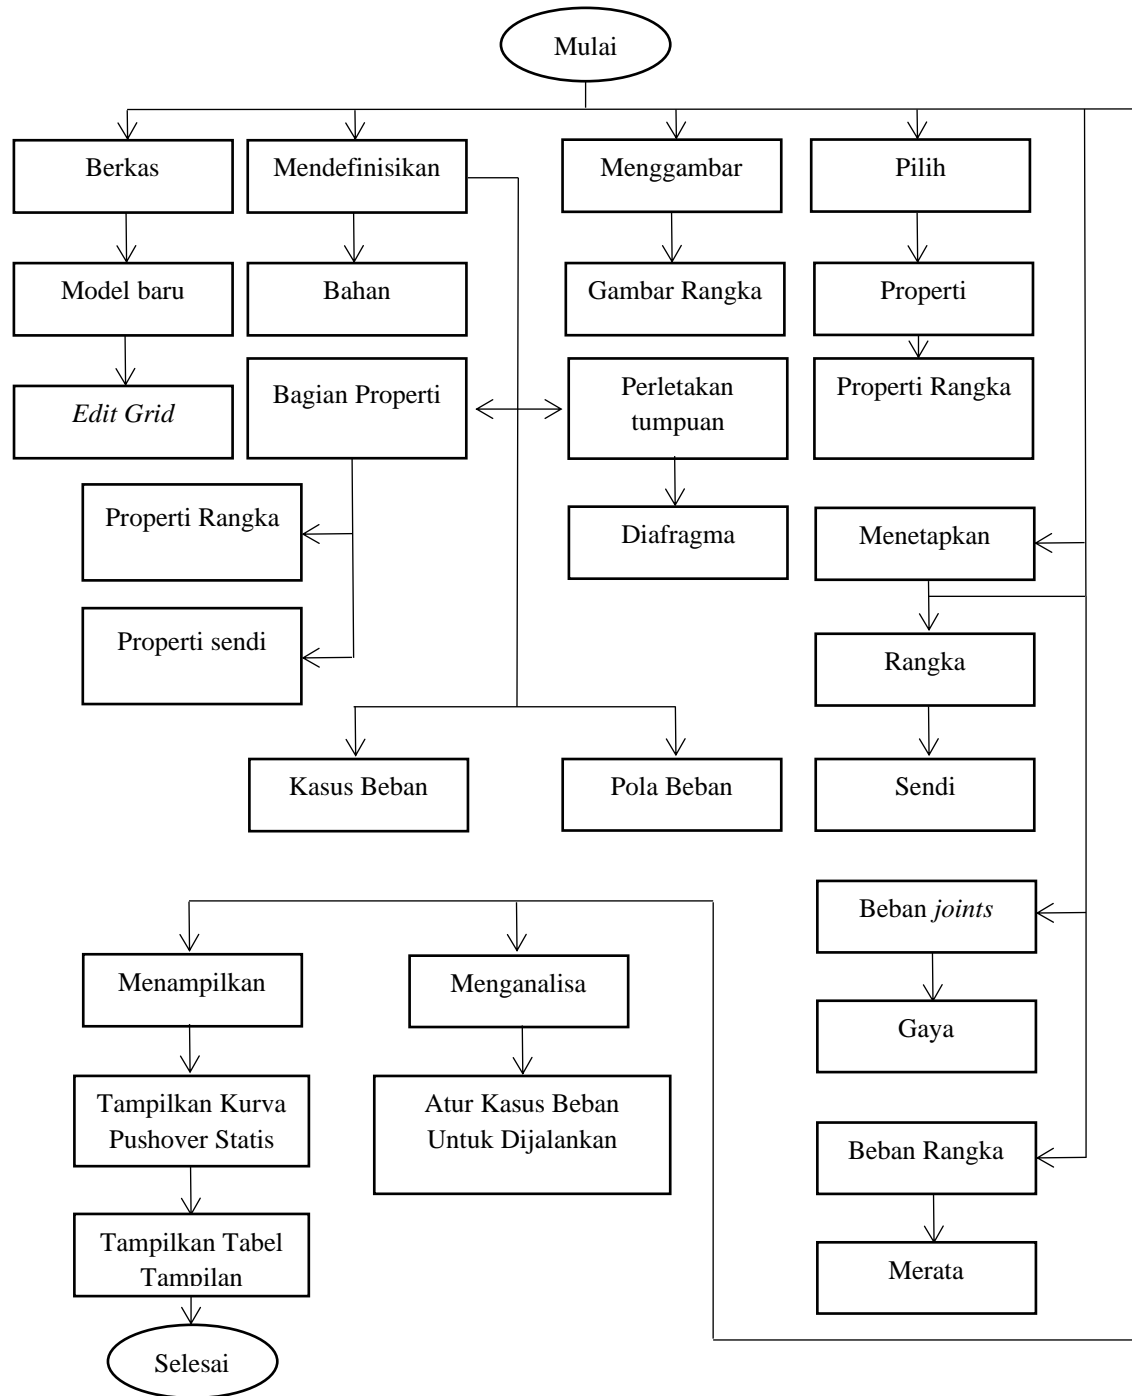 Mulai
Berkas
Mendefinisikan
Menggambar
Pilih
Model baru
Bahan
Gambar Rangka
Properti
Edit Grid
Bagian Properti
Perletakan
tumpuan
Properti Rangka
Properti Rangka
Diafragma
Menetapkan
Properti sendi
Rangka
Kasus Beban
Pola Beban
Sendi
Beban joints
Menampilkan
Menganalisa
Gaya
Tampilkan Kurva
Pushover Statis
Atur Kasus Beban
Untuk Dijalankan
Beban Rangka
Tampilkan Tabel
Tampilan
Merata
Selesai